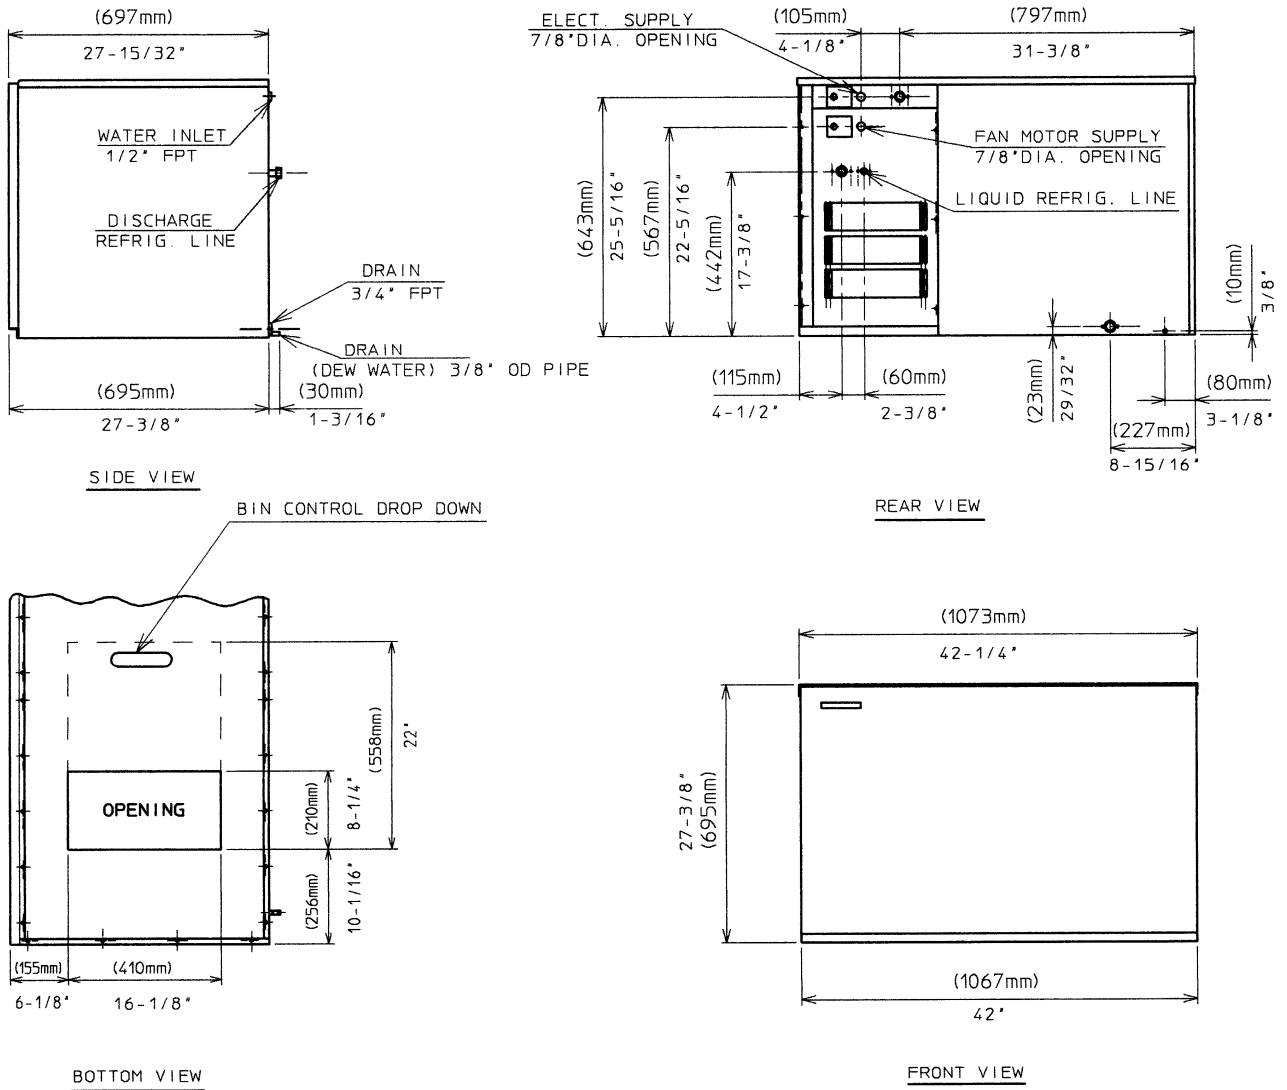 (697mm)
27-15/32"
WATER INLET
1/2" FPT
DISCHARGE
REFRIG. LINE
DRAIN
3/4" FPT
DRAIN
(DEW WATER) 3/8" OD PIPE
(695mm)
27-3/8"
(30mm)
1-3/16"
SIDE VIEW
ELECT. SUPPLY
7/8"DIA. OPENING
(105mm)
4-1/8"
(797mm)
31-3/8"
FAN MOTOR SUPPLY
7/8"DIA. OPENING
LIQUID REFRIG. LINE
(643mm)
25-5/16"
(567mm)
22-5/16"
(442mm)
17-3/8"
(10mm)
3/8"
(115mm)
4-1/2"
(60mm)
2-3/8"
(23mm)
29/32"
(80mm)
3-1/8"
(227mm)
8-15/16"
REAR VIEW
BIN CONTROL DROP DOWN
OPENING
(558mm)
22"
(210mm)
8-1/4"
(256mm)
10-1/16"
(155mm)
6-1/8"
(410mm)
16-1/8"
BOTTOM VIEW
(1073mm)
42-1/4"
27-3/8"
(695mm)
(1067mm)
42"
FRONT VIEW